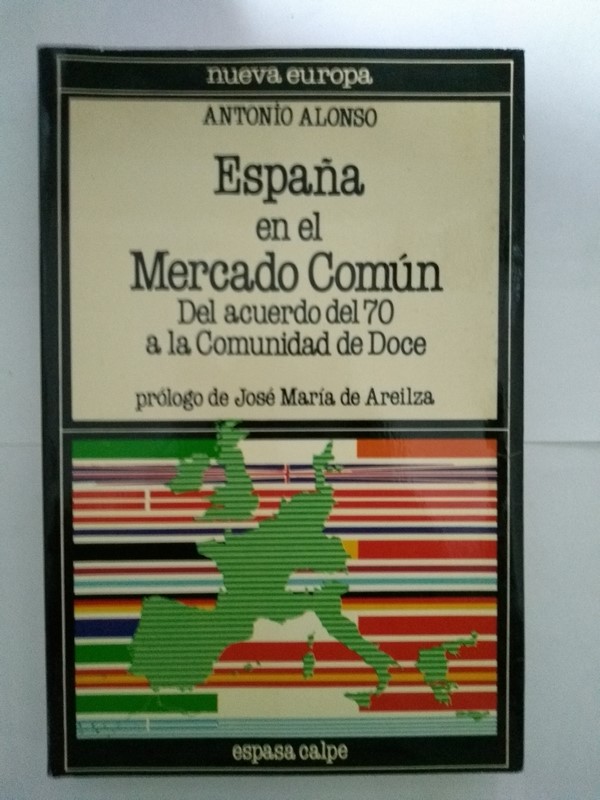 nueva europa
ANTONIO ALONSO
España
en el
Mercado Común
Del acuerdo del 70
a la Comunidad de Doce
prólogo de José María de Areilza
espasa calpe